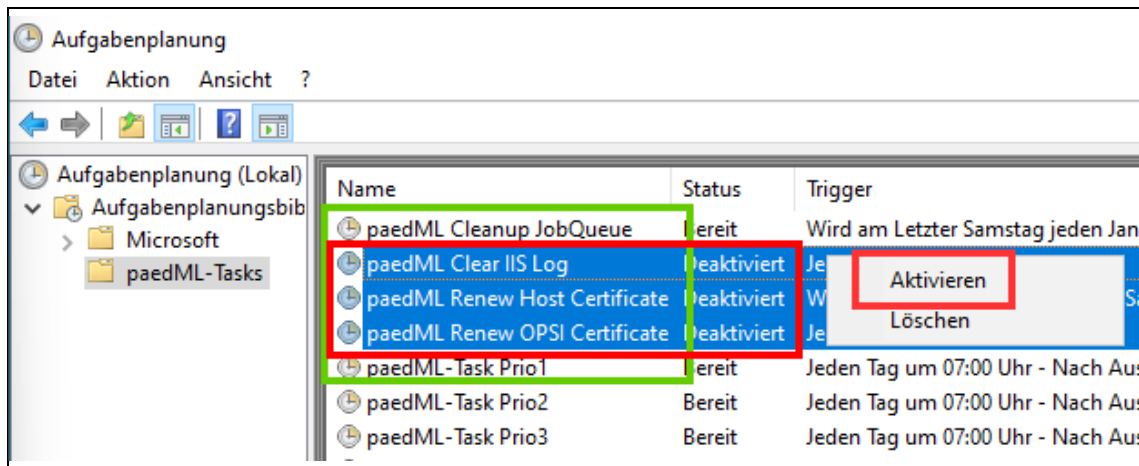 Aufgabenplanung
Datei Aktion Ansicht ?
Aufgabenplanung (Lokal)
Aufgabenplanungsbib
Microsoft
paedML-Tasks
Name Status Trigger
paedML Cleanup JobQueue Bereit Wird am Letzter Samstag jeden Jan
paedML Clear IIS Log Deaktiviert Je
paedML Renew Host Certificate Deaktiviert W
paedML Renew OPSI Certificate Deaktiviert Je
paedML-Task Prio1 Bereit Jeden Tag um 07:00 Uhr - Nach Aus
paedML-Task Prio2 Bereit Jeden Tag um 07:00 Uhr - Nach Aus
paedML-Task Prio3 Bereit Jeden Tag um 07:00 Uhr - Nach Aus
Aktivieren
Löschen